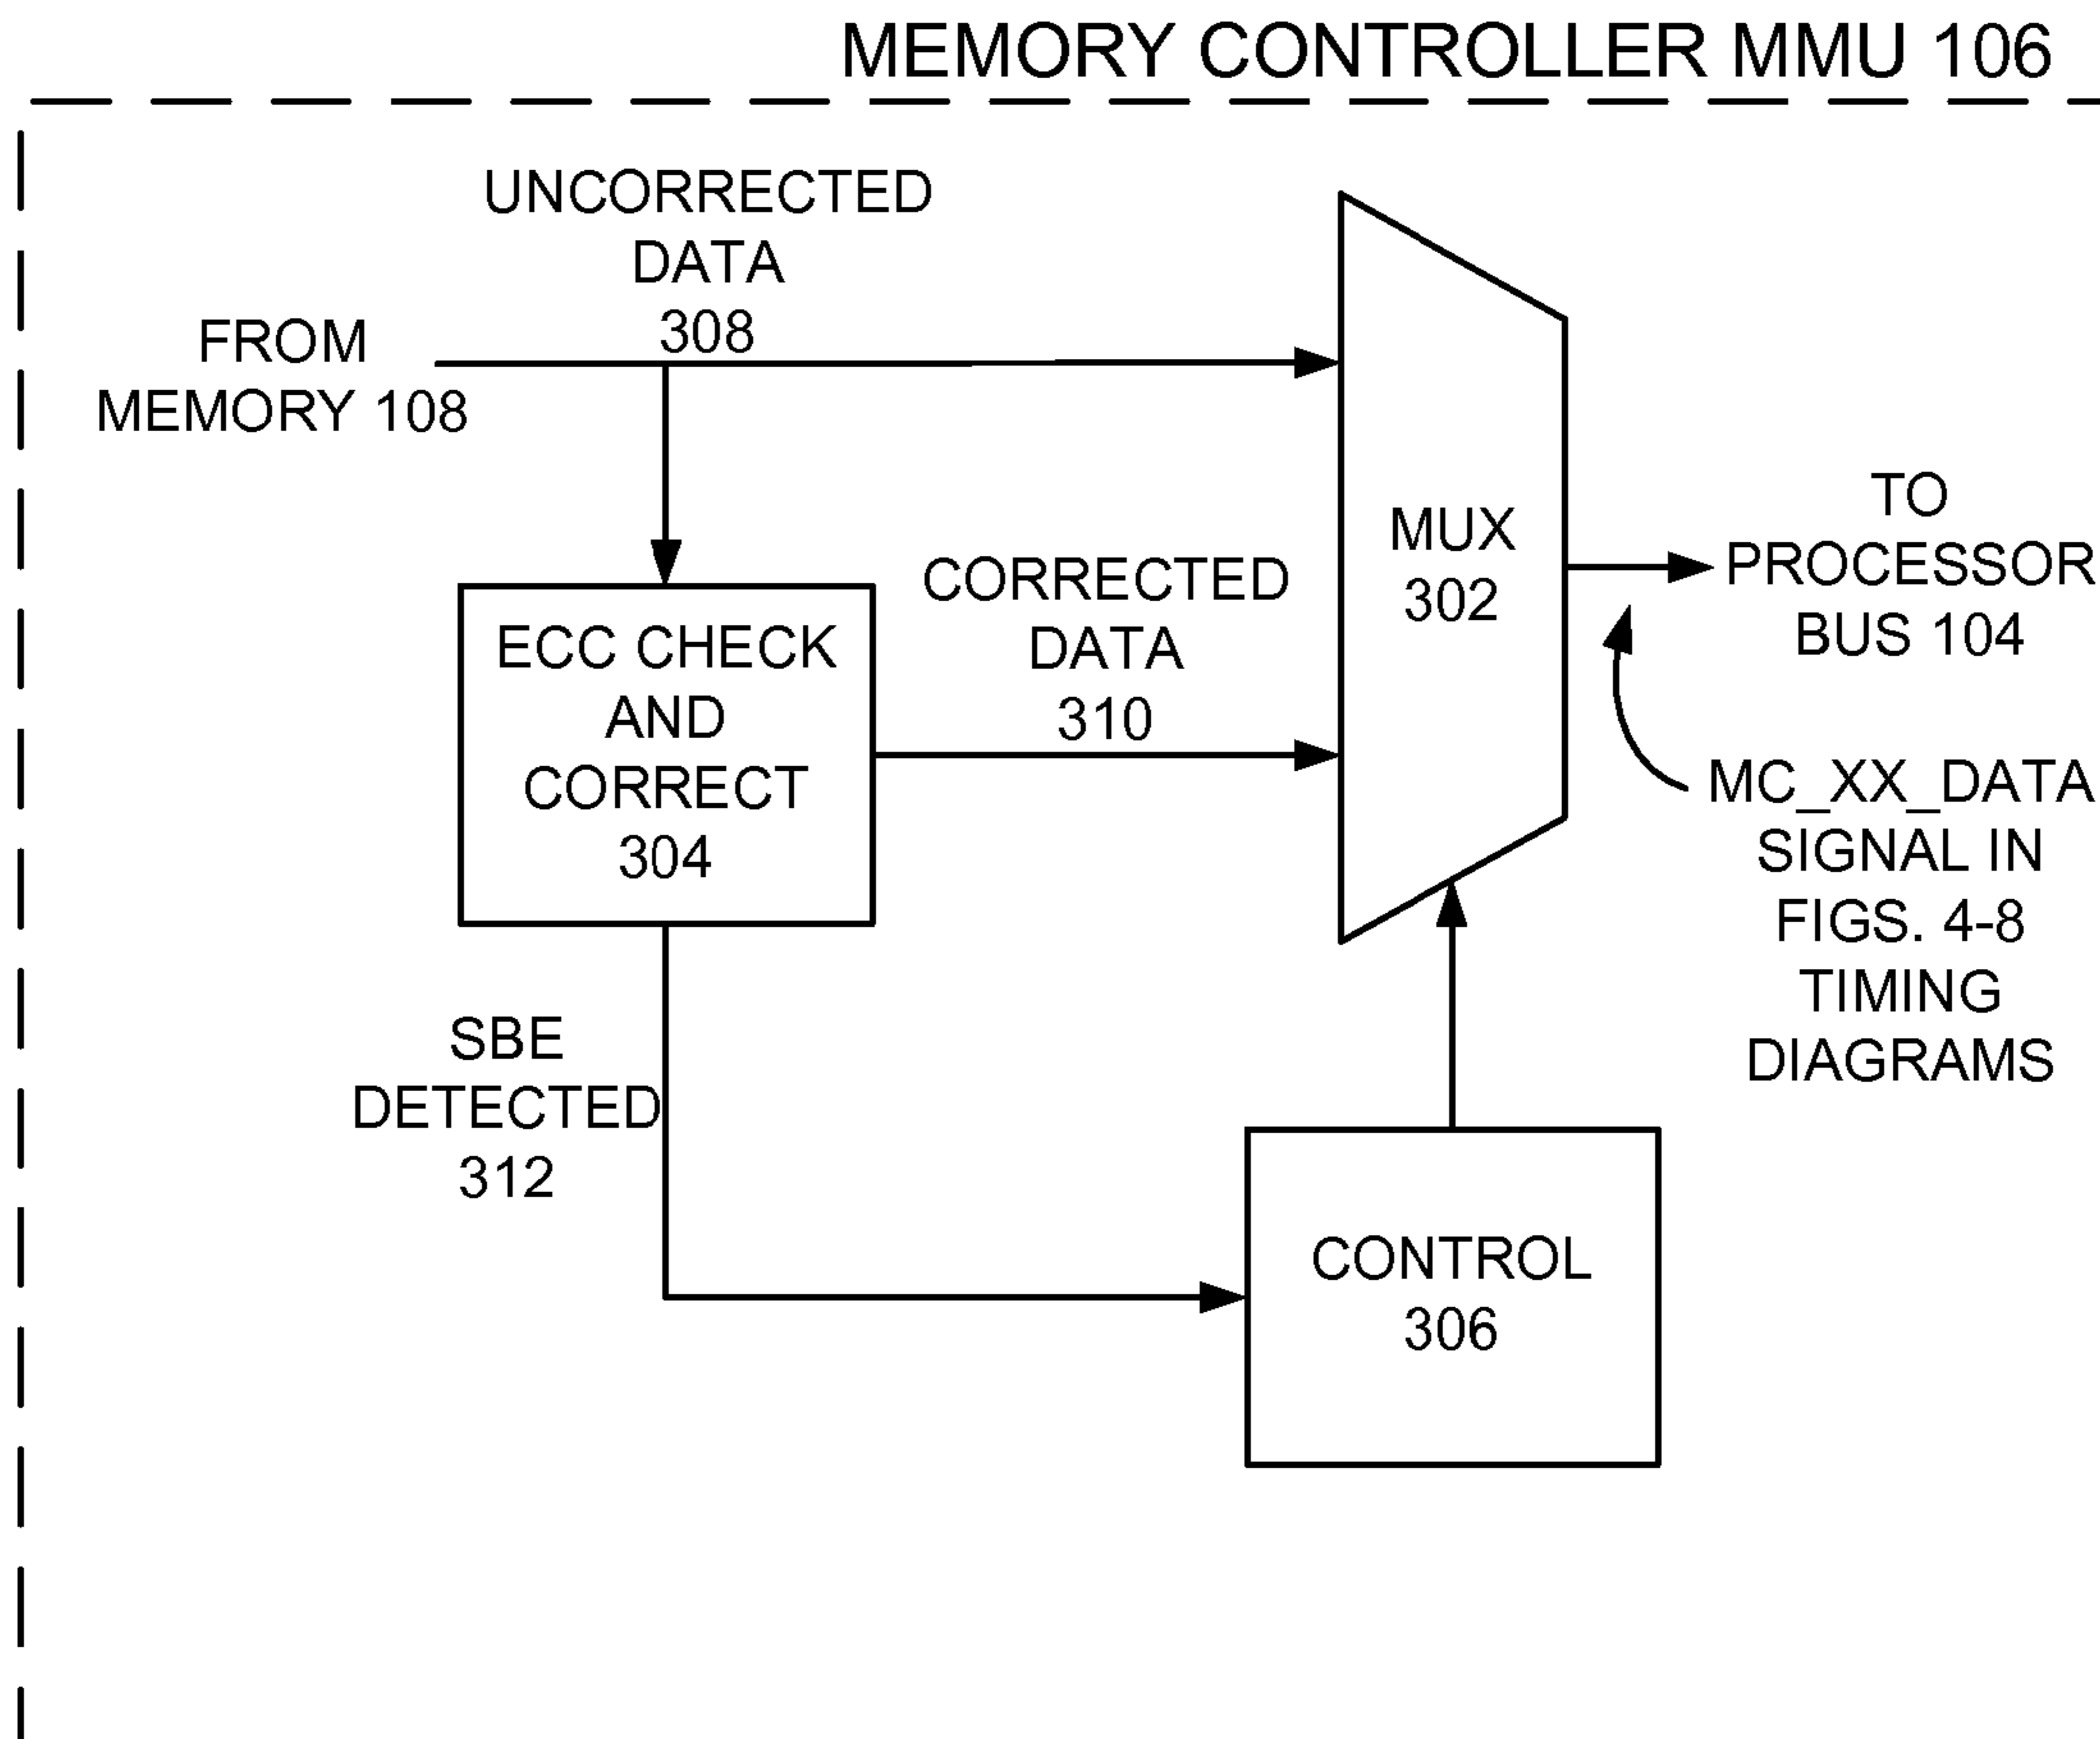 MEMORY CONTROLLER MMU 106
UNCORRECTED
DATA
308
FROM
MEMORY 108
ECC CHECK
AND
CORRECT
304
CORRECTED
DATA
310
MUX
302
TO
PROCESSOR
BUS 104
MC_XX_DATA
SIGNAL IN
FIGS. 4-8
TIMING
DIAGRAMS
SBE
DETECTED
312
CONTROL
306